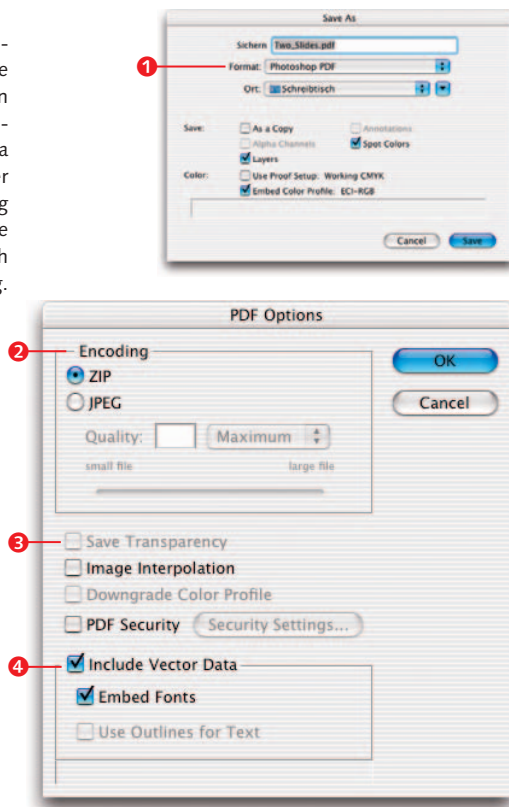 -
e
n
-
a
er
g
e
h
g.
Save As
Sichern Two_Slides.pdf
1 Format: Photoshop PDF
Ort: Schreibtisch
Save: As a Copy Annotations
Alpha Channels Spot Colors
Layers
Color: Use Proof Setup: Working CMYK
Embed Color Profile: ECI-RGB
Cancel Save
PDF Options
2 Encoding OK
ZIP
JPEG Cancel
Quality: Maximum
small file large file
3 Save Transparency
Image Interpolation
Downgrade Color Profile
PDF Security Security Settings...
4 Include Vector Data
Embed Fonts
Use Outlines for Text